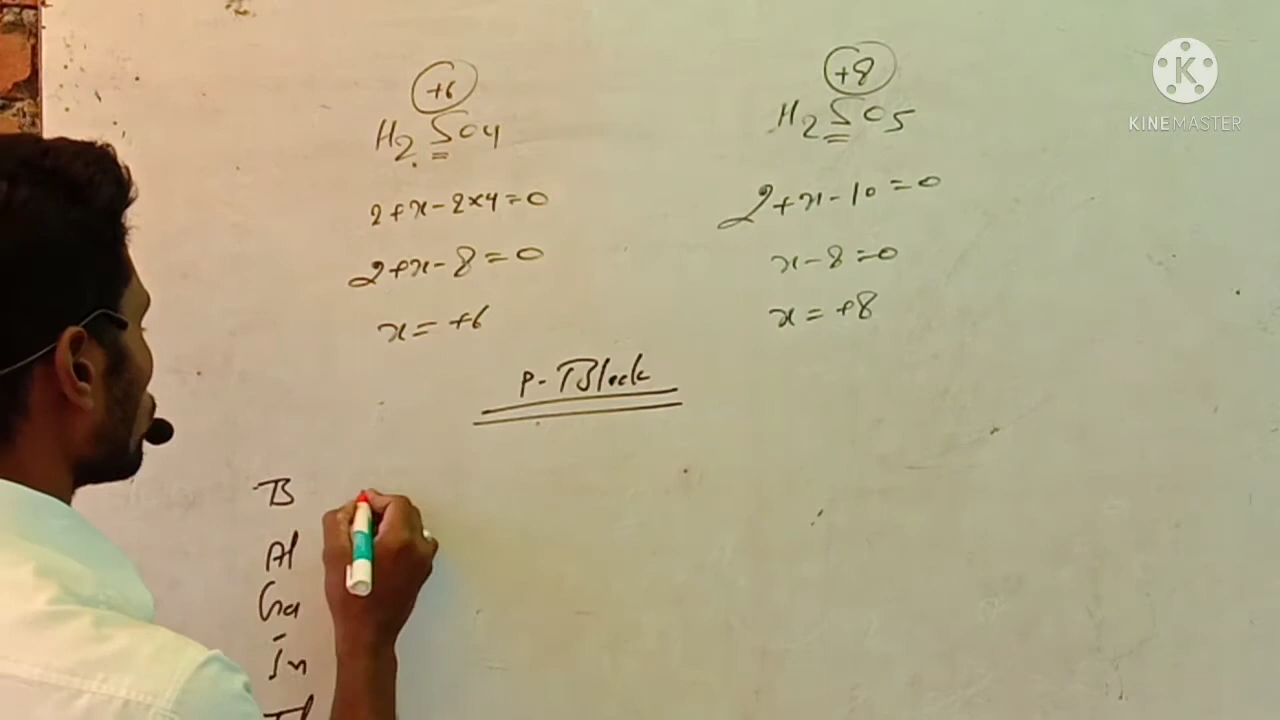 +6
H2SO4
2+x-2×4=0
2+x-8=0
x=+6
+8
H2SO5
2+x-10=0
x-8=0
x=+8
P-Block
B
Al
Ga
In
Tl
K
KINEMASTER